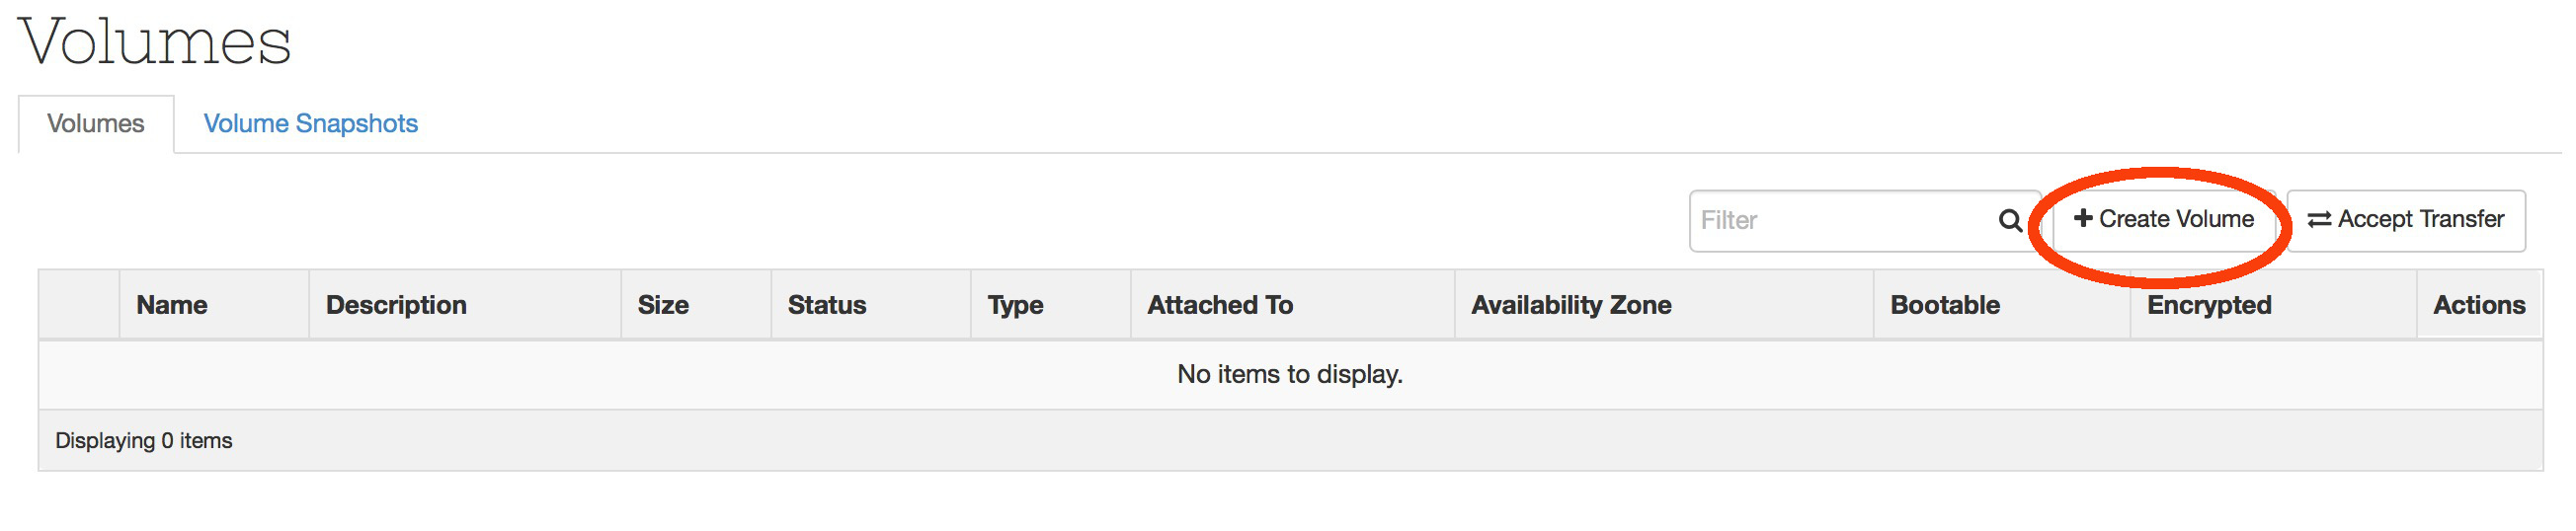 Volumes
Volumes Volume Snapshots
Filter Create Volume Accept Transfer
Name Description Size Status Type Attached To Availability Zone Bootable Encrypted Actions
No items to display.
Displaying 0 items